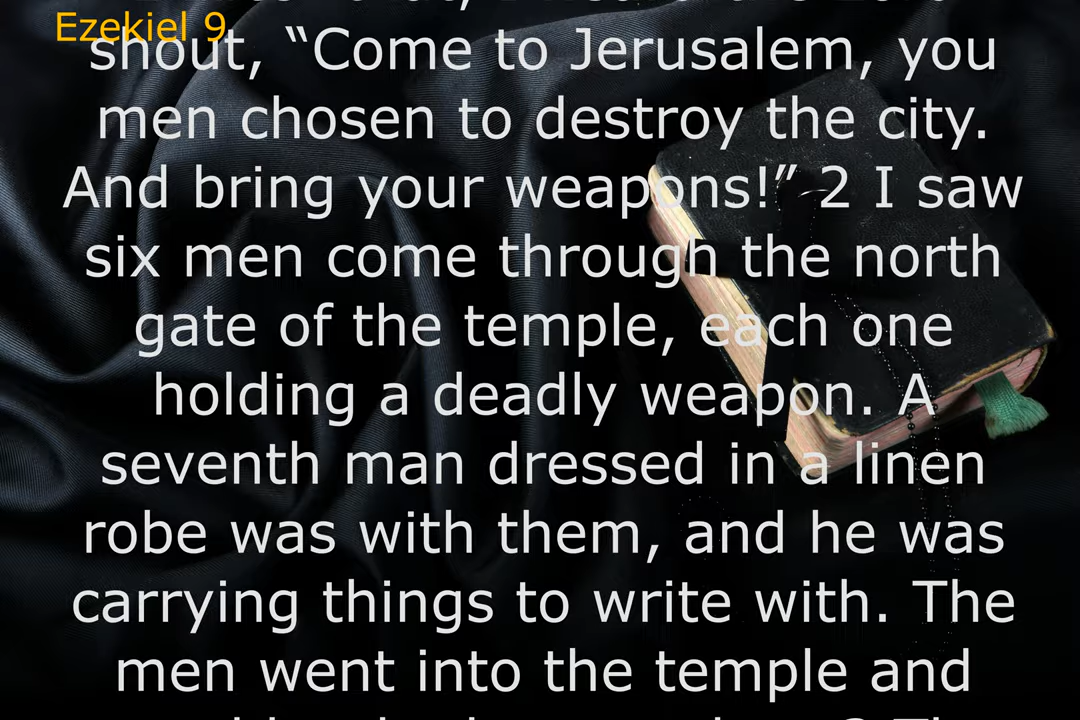 Ezekiel 9
shout, “Come to Jerusalem, you
men chosen to destroy the city.
And bring your weapons!” 2 I saw
six men come through the north
gate of the temple, each one
holding a deadly weapon. A
seventh man dressed in a linen
robe was with them, and he was
carrying things to write with. The
men went into the temple and